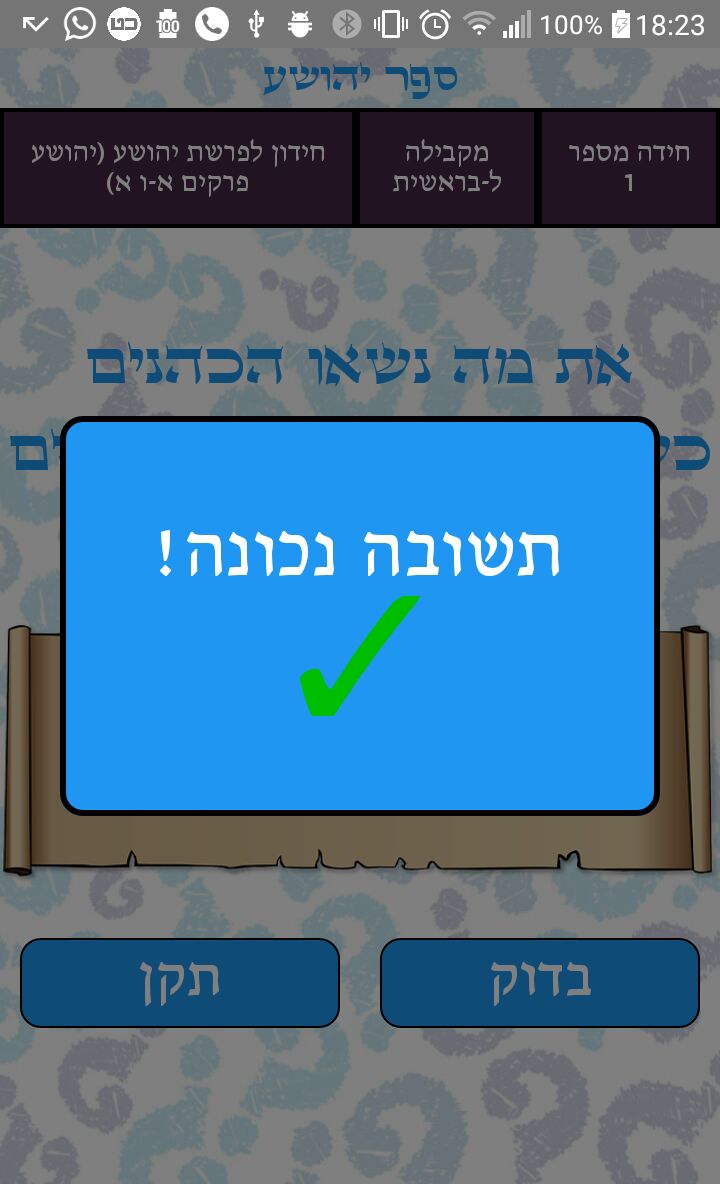 100% 18:23
ספר יהושע
חידה מספר
1
מקבילה
ל-בראשית
חידון לפרשת יהושע (יהושע
פרקים א-ו א)
את מה נשאו הכהנים
תשובה נכונה!
בדוק
תקן